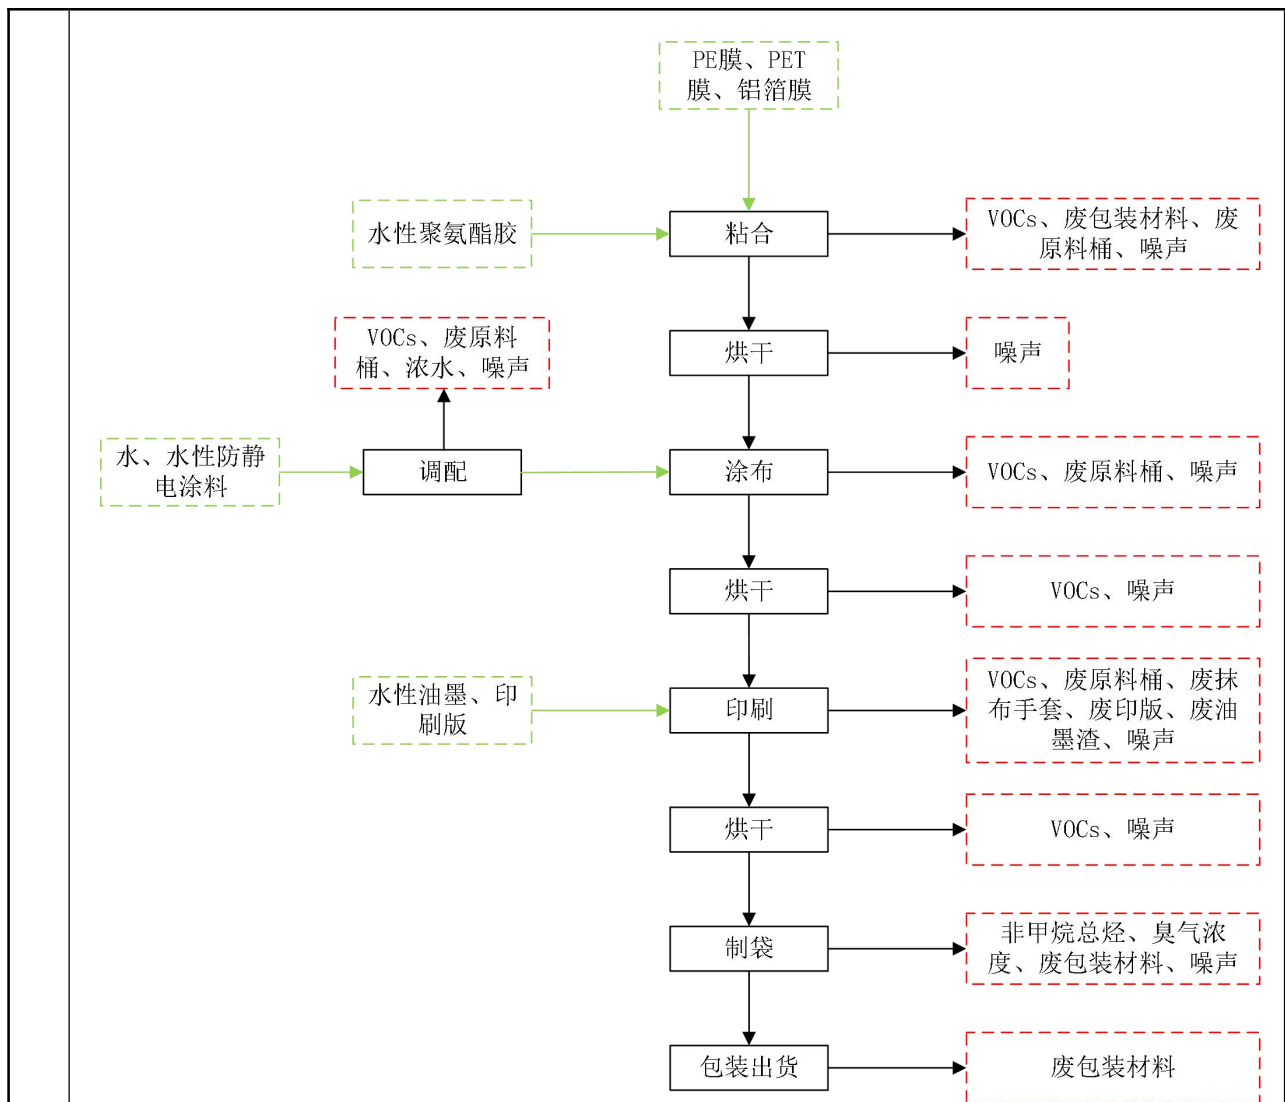 PE膜、PET
膜、铝箔膜
水性聚氨酯胶
粘合
VOCs、废包装材料、废
原料桶、噪声
VOCs、废原料
桶、浓水、噪声
烘干
噪声
水、水性防静
电涂料
调配
涂布
VOCs、废原料桶、噪声
烘干
VOCs、噪声
水性油墨、印
刷版
印刷
VOCs、废原料桶、废抹
布手套、废印版、废油
墨渣、噪声
烘干
VOCs、噪声
制袋
非甲烷总烃、臭气浓
度、废包装材料、噪声
包装出货
废包装材料